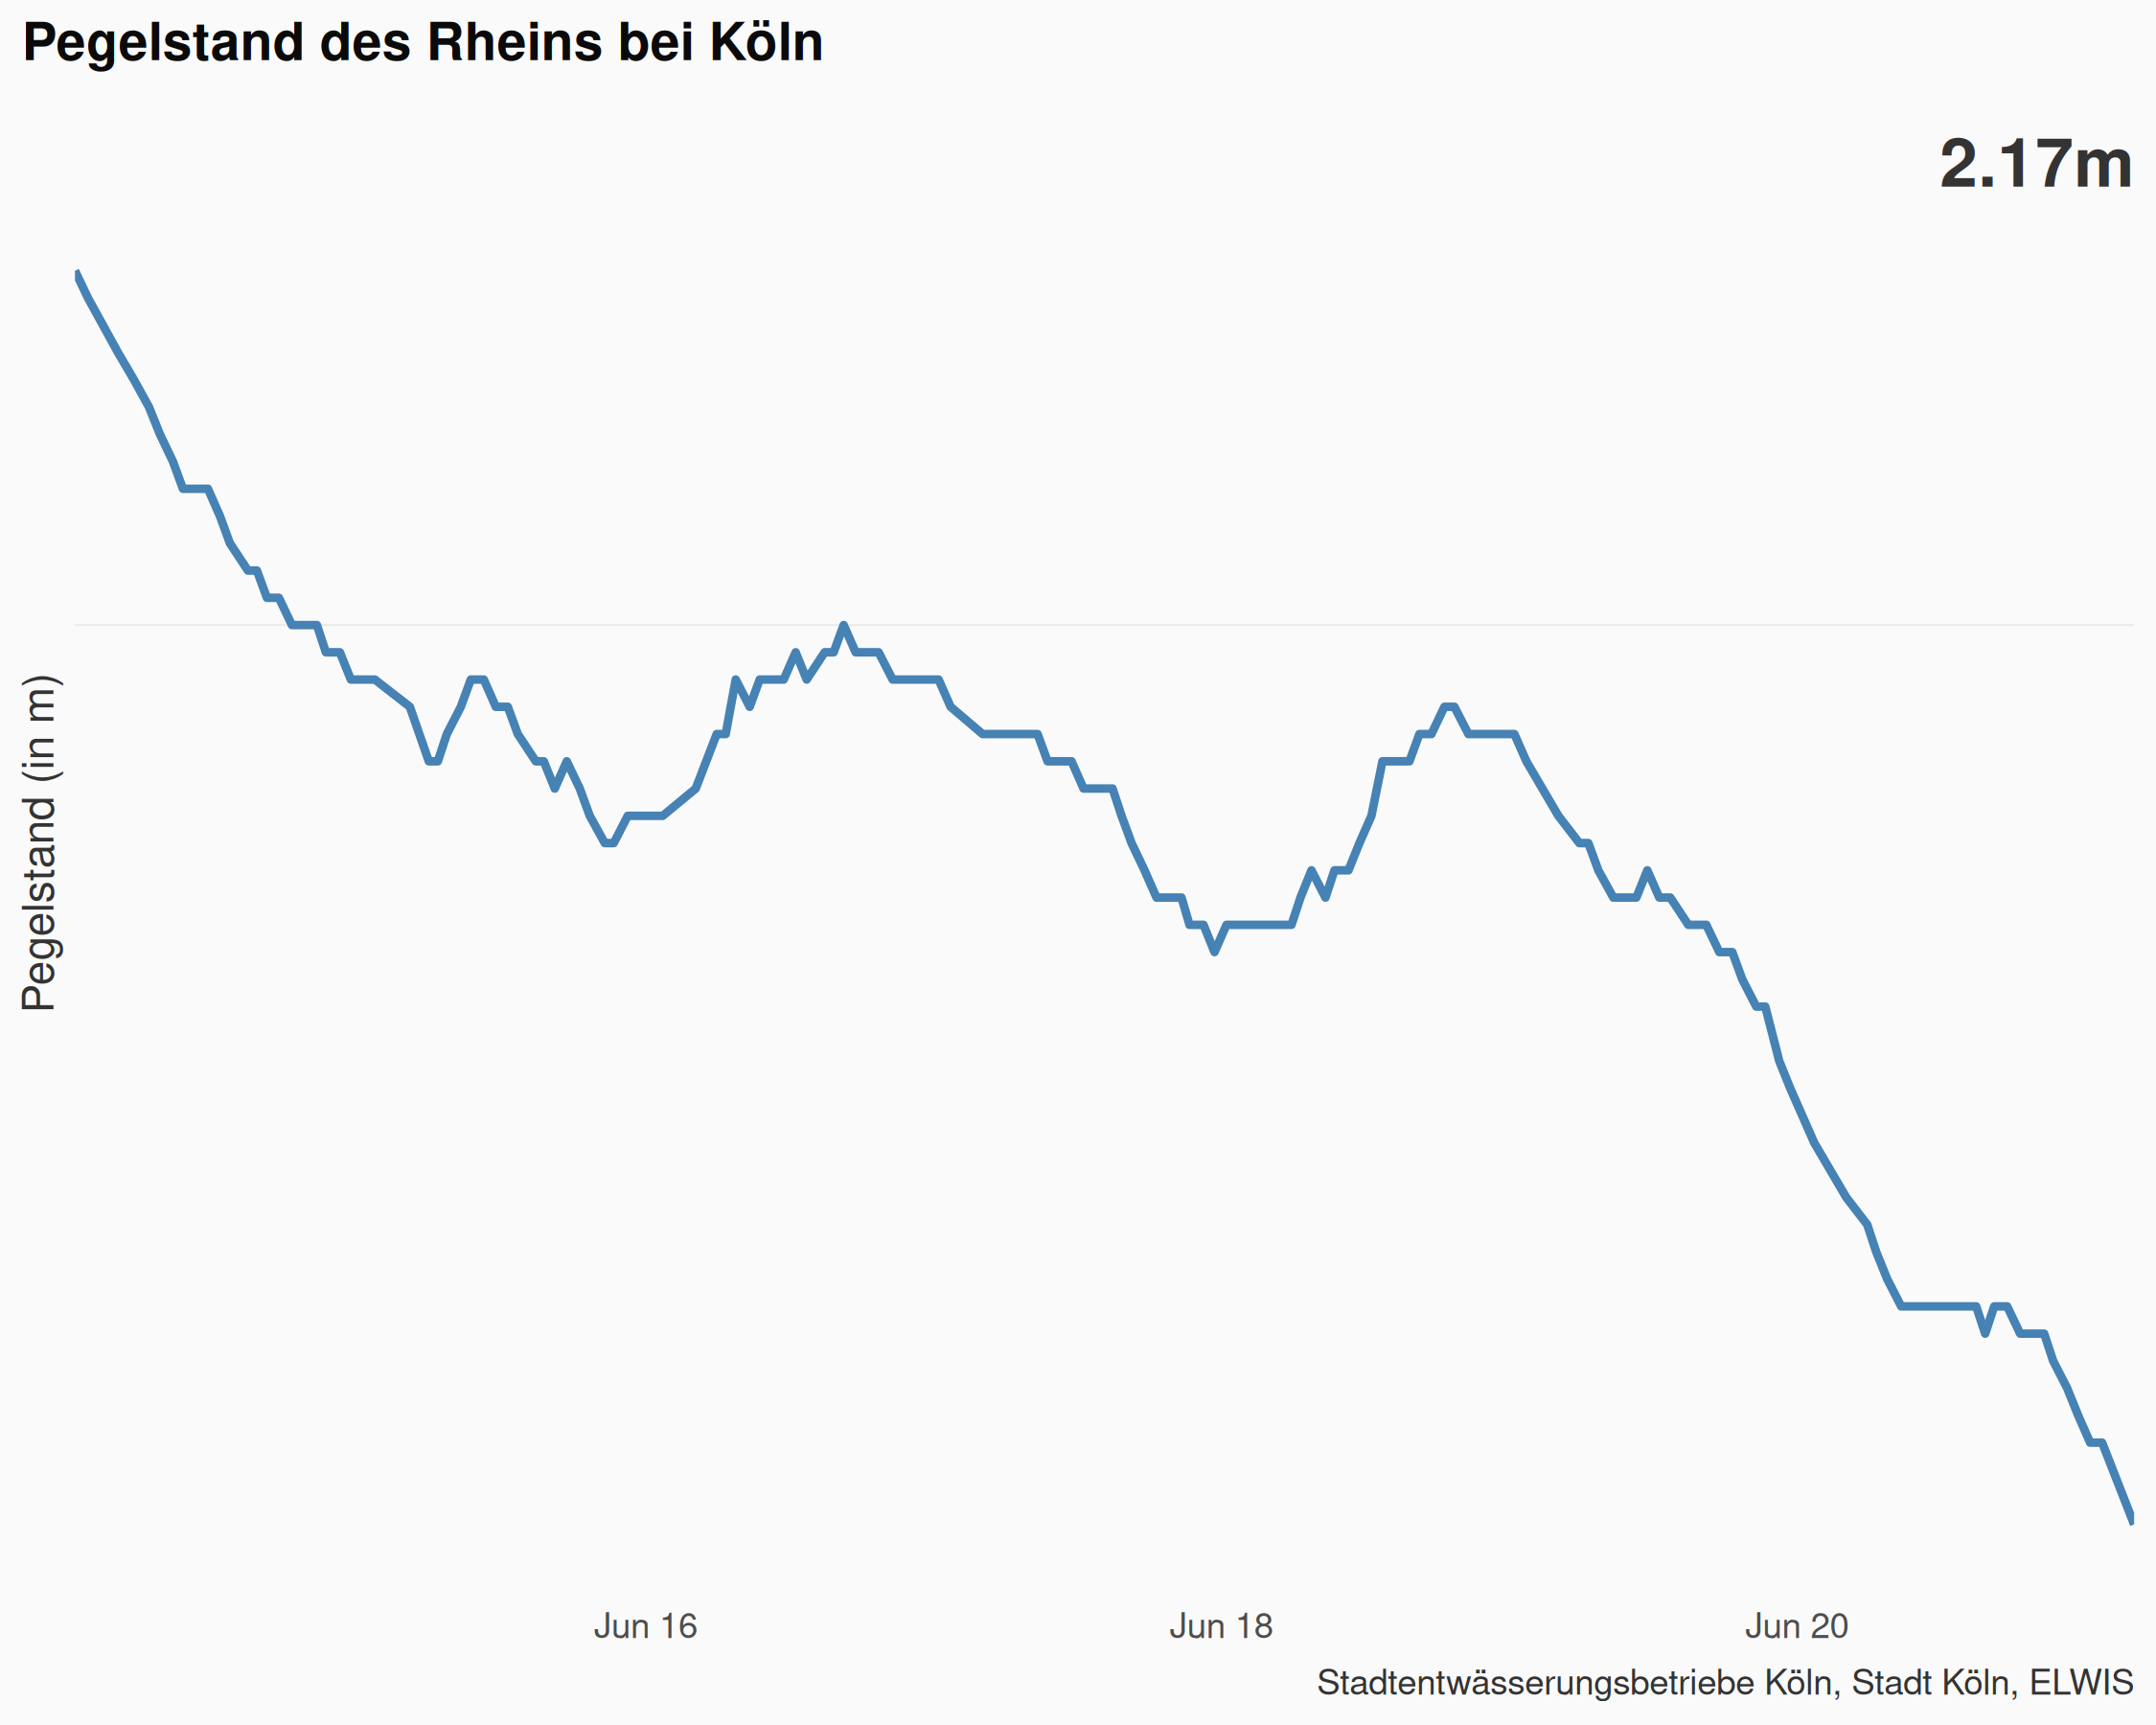 Pegelstand des Rheins bei Köln
2.17m
Pegelstand (in m)
Jun 16
Jun 18
Jun 20
Stadtentwässerungsbetriebe Köln, Stadt Köln, ELWIS